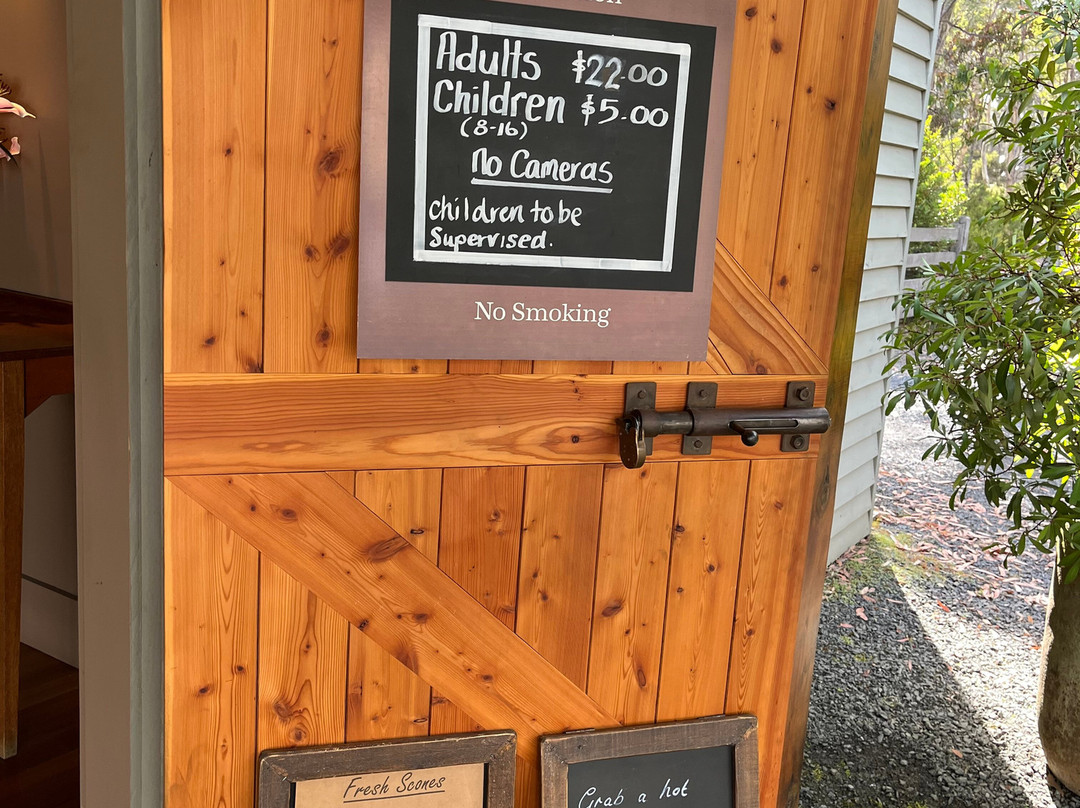 Adults $22.00
Children $5.00
(8-16)
No Cameras
children to be
Supervised.
No Smoking
Fresh Scones
Grab a hot